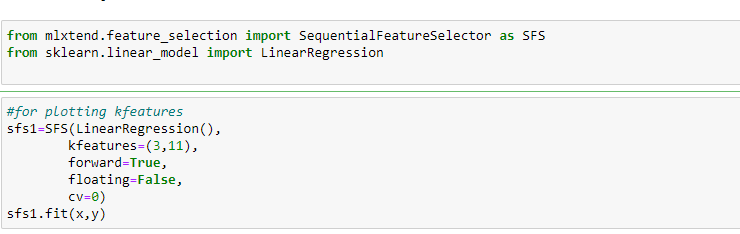 from mlxtend.feature_selection import SequentialFeatureSelector as SFS
from sklearn.linear_model import LinearRegression
#for plotting kfeatures
sfs1=SFS(LinearRegression(),
kfeatures=(3,11),
forward=True,
floating=False,
cv=0)
sfs1.fit(x,y)